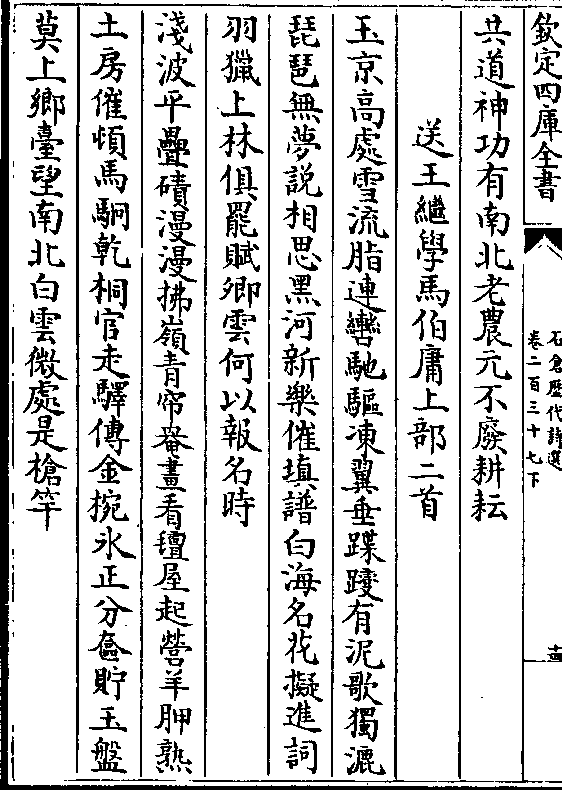 欽定四庫全書
石倉歷代詩選
卷二百三十七下
共道神功有南北老農元不廢耕耘
送王繼學馬伯庸上都二首
玉京高處雪流脂連轡馳驅凍翼垂蹀躞有泥歌獨漉
琵琶無夢說相思黑河新樂催填譜白海名花擬進詞
羽獵上林俱罷賦卿雲何以報名時
淺波平疊磧漫漫拂嶺青帘罨畫看氊屋起營羊胛熟
土房催頓馬駧乾桐官走驛傳金椀氷正分奩貯玉盤
莫上鄉臺望南北白雲微處是槍竿